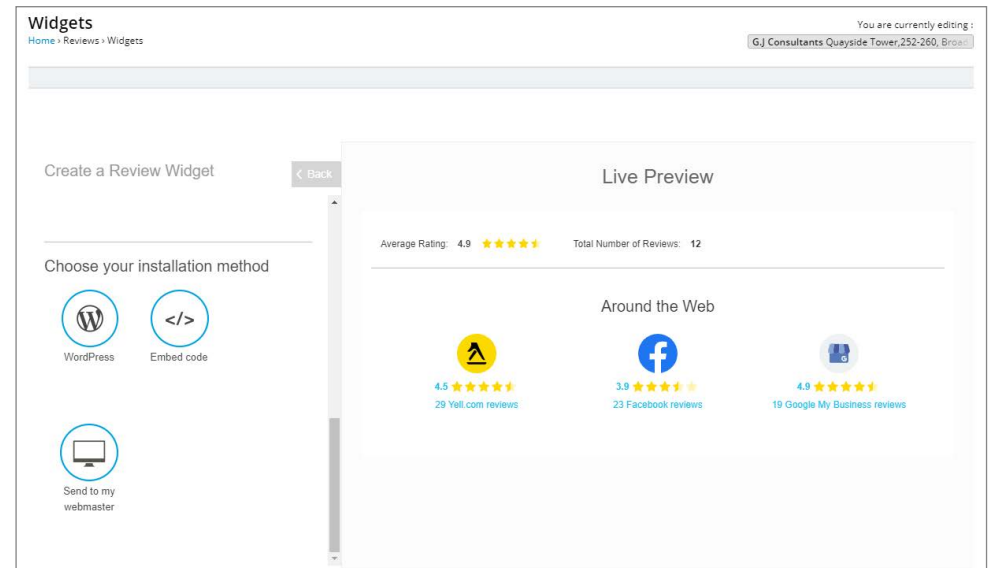 Widgets
Home › Reviews › Widgets
You are currently editing :
G.J Consultants Quayside Tower,252-260, Broad
Create a Review Widget
Back
Live Preview
Average Rating: 4.9
Total Number of Reviews: 12
Choose your installation method
WordPress
</>
Embed code
Send to my
webmaster
Around the Web
4.5
29 Yell.com reviews
3.9
23 Facebook reviews
4.9
19 Google My Business reviews